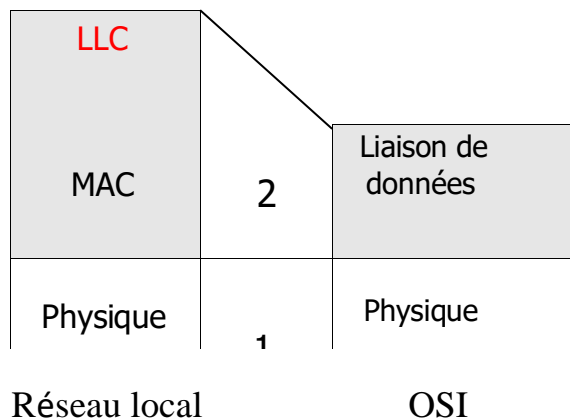 LLC
Liaison de
données
MAC
2
Physique
Physique
1
Réseau local
OSI